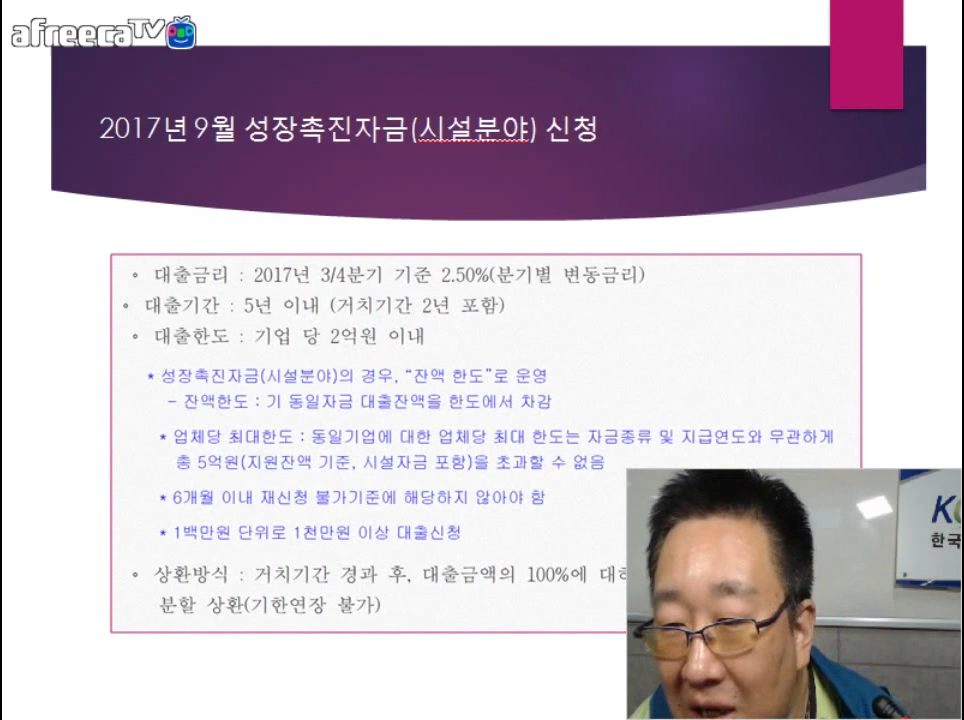 afreecaTV
2017년 9월 성장촉진자금(시설분야) 신청
◦ 대출금리 : 2017년 3/4분기 기준 2.50%(분기별 변동금리)
◦ 대출기간 : 5년 이내 (거치기간 2년 포함)
◦ 대출한도 : 기업 당 2억원 이내
* 성장촉진자금(시설분야)의 경우, “잔액 한도”로 운영
- 잔액한도 : 기 동일자금 대출잔액을 한도에서 차감
* 업체당 최대한도 : 동일기업에 대한 업체당 최대 한도는 자금종류 및 지급연도와 무관하게
총 5억원(지원잔액 기준, 시설자금 포함)을 초과할 수 없음
* 6개월 이내 재신청 불가기준에 해당하지 않아야 함
* 1백만원 단위로 1천만원 이상 대출신청
◦ 상환방식 : 거치기간 경과 후, 대출금액의 100%에
분할 상환(기한연장 불가)
한국